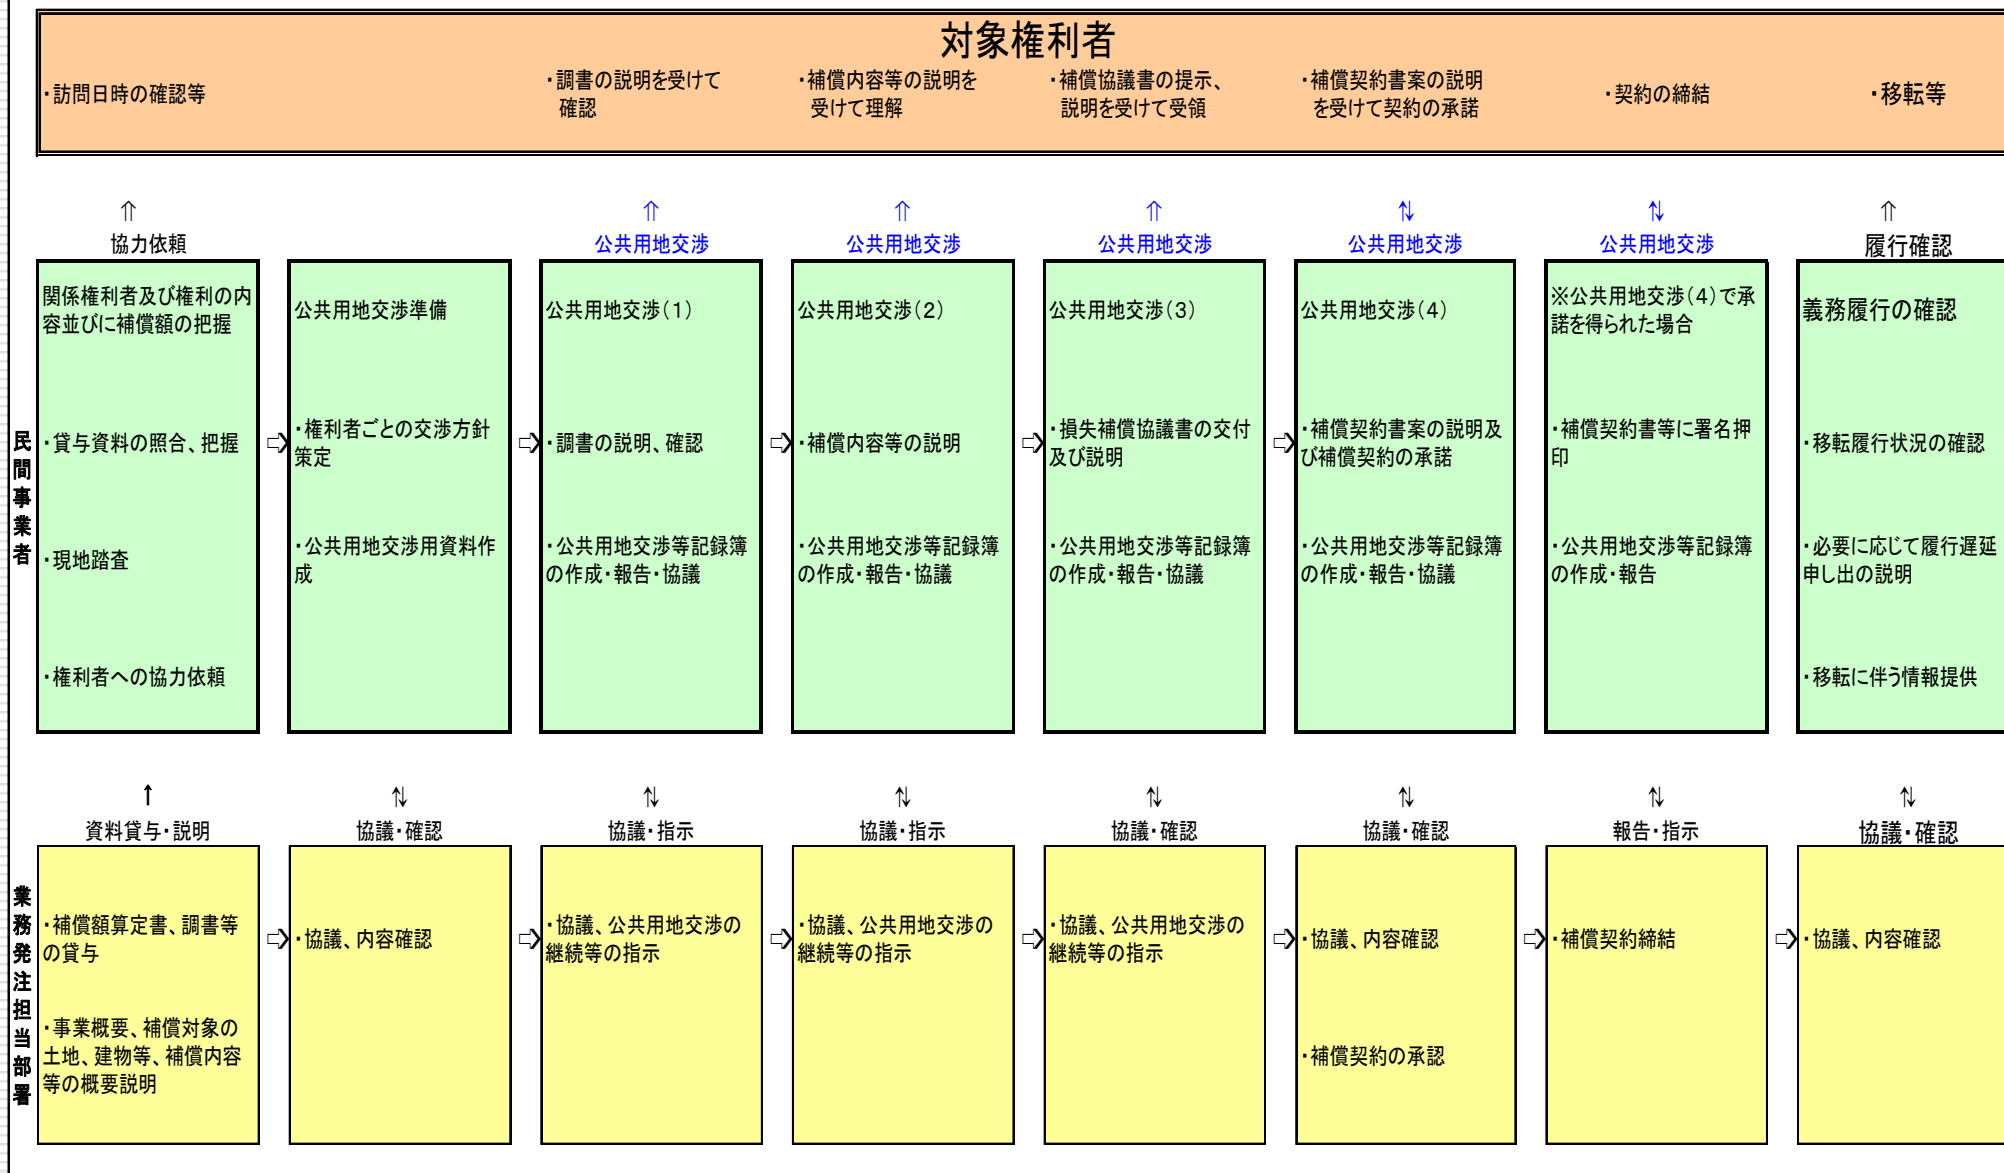 対象権利者
・訪問日時の確認等
・調書の説明を受けて
確認
・補償内容等の説明を
受けて理解
・補償協議書の提示、
説明を受けて受領
・補償契約書案の説明
を受けて契約の承諾
・契約の締結
・移転等
⇑
⇑
⇑
⇑
⇅
⇅
⇑
協力依頼
公共用地交渉
公共用地交渉
公共用地交渉
公共用地交渉
公共用地交渉
履行確認
民間事業者
関係権利者及び権利の内
容並びに補償額の把握
・貸与資料の照合、把握
・現地踏査
・権利者への協力依頼
⇨
公共用地交渉準備
・権利者ごとの交渉方針
策定
・公共用地交渉用資料作
成
⇨
公共用地交渉(1)
・調書の説明、確認
・公共用地交渉等記録簿
の作成・報告・協議
⇨
公共用地交渉(2)
・補償内容等の説明
・公共用地交渉等記録簿
の作成・報告・協議
⇨
公共用地交渉(3)
・損失補償協議書の交付
及び説明
・公共用地交渉等記録簿
の作成・報告・協議
⇨
公共用地交渉(4)
・補償契約書案の説明及
び補償契約の承諾
・公共用地交渉等記録簿
の作成・報告・協議
※公共用地交渉(4)で承
諾を得られた場合
・補償契約書等に署名押
印
・公共用地交渉等記録簿
の作成・報告
義務履行の確認
・移転履行状況の確認
・必要に応じて履行遅延
申し出の説明
・移転に伴う情報提供
↑
⇅
⇅
⇅
⇅
⇅
⇅
⇅
資料貸与・説明
協議・確認
協議・指示
協議・指示
協議・確認
協議・確認
報告・指示
協議・確認
業務発注担当部署
・補償額算定書、調書等
の貸与
・事業概要、補償対象の
土地、建物等、補償内容
等の概要説明
⇨
・協議、内容確認
⇨
・協議、公共用地交渉の
継続等の指示
⇨
・協議、公共用地交渉の
継続等の指示
⇨
・協議、公共用地交渉の
継続等の指示
⇨
・協議、内容確認
・補償契約の承認
⇨
・補償契約締結
⇨
・協議、内容確認